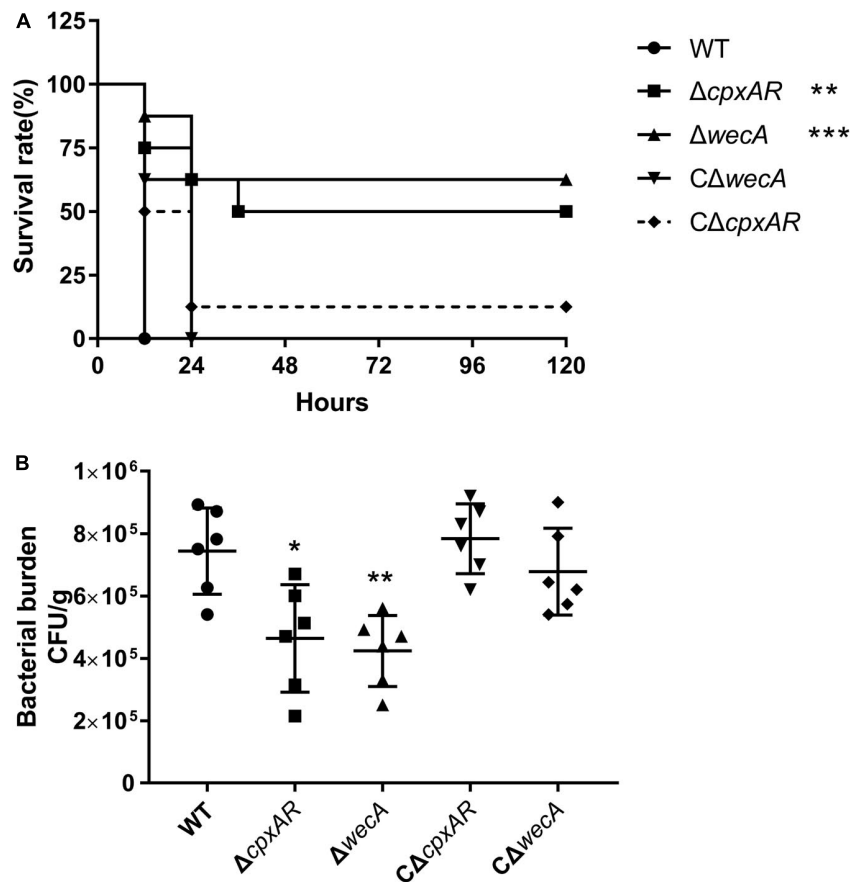 A
125
100
75
50
25
0
Survival rate(%)
0 24 48 72 96 120
Hours
WT
ΔcpxAR **
ΔwecA ***
CΔwecA
CΔcpxAR
B
1×10⁶
8×10⁵
6×10⁵
4×10⁵
2×10⁵
0
Bacterial burden
CFU/g
*
**
WT
ΔcpxAR
ΔwecA
CΔcpxAR
CΔwecA